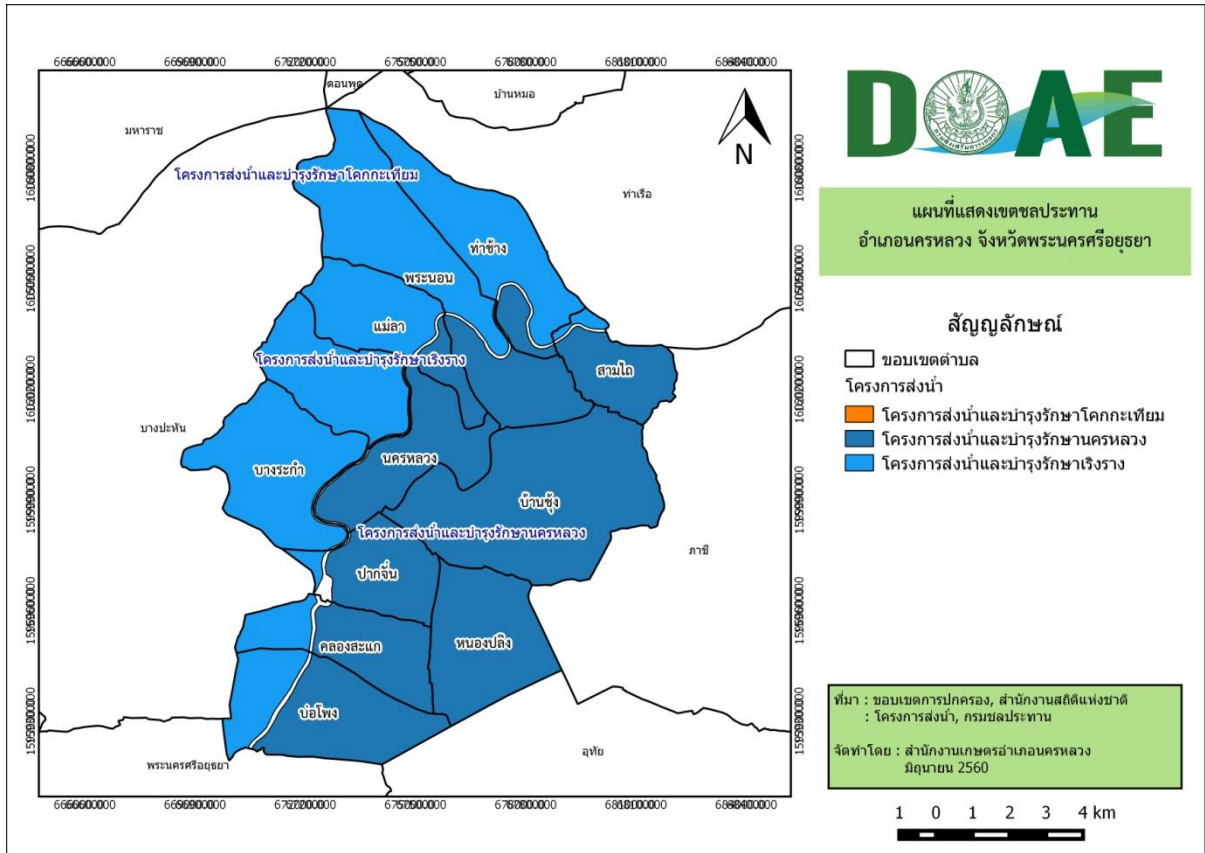 ดอนพุด
บ้านหมอ
มหาราช
N
โครงการส่งน้ำและบำรุงรักษาโคกกะเทียม
ท่าเรือ
ท่าช้าง
พระนอน
แม่ลา
โครงการส่งน้ำและบำรุงรักษาเริงราง
สามไถ
บางปะหัน
นครหลวง
บางระกำ
บ้านชุ้ง
โครงการส่งน้ำและบำรุงรักษานครหลวง
ภาชี
ปากจั่น
คลองสะแก
หนองปลิง
บ่อโพง
อุทัย
พระนครศรีอยุธยา
DOAE
แผนที่แสดงเขตชลประทาน
อำเภอนครหลวง จังหวัดพระนครศรีอยุธยา
สัญญลักษณ์
ขอบเขตตำบล
โครงการส่งน้ำ
โครงการส่งน้ำและบำรุงรักษาโคกกะเทียม
โครงการส่งน้ำและบำรุงรักษานครหลวง
โครงการส่งน้ำและบำรุงรักษาเริงราง
ที่มา : ขอบเขตการปกครอง, สำนักงานสถิติแห่งชาติ
: โครงการส่งน้ำ, กรมชลประทาน
จัดทำโดย : สำนักงานเกษตรอำเภอนครหลวง
มิถุนายน 2560
1 0 1 2 3 4 km